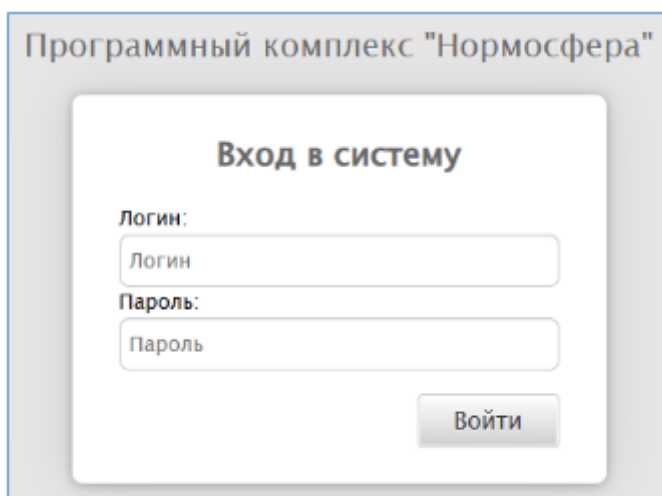 Программный комплекс "Нормосфера"
Вход в систему
Логин:
Логин
Пароль:
Пароль
Войти